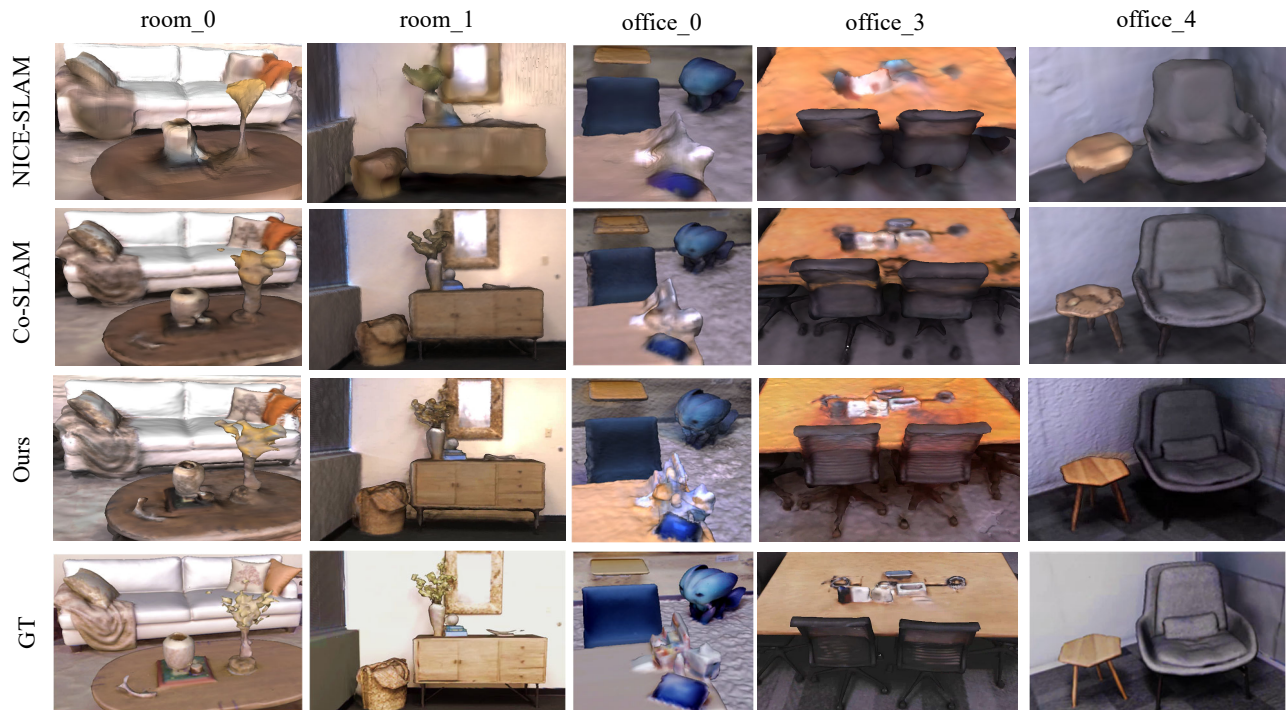 room_0
room_1
office_0
office_3
office_4
NICE-SLAM
Co-SLAM
Ours
GT